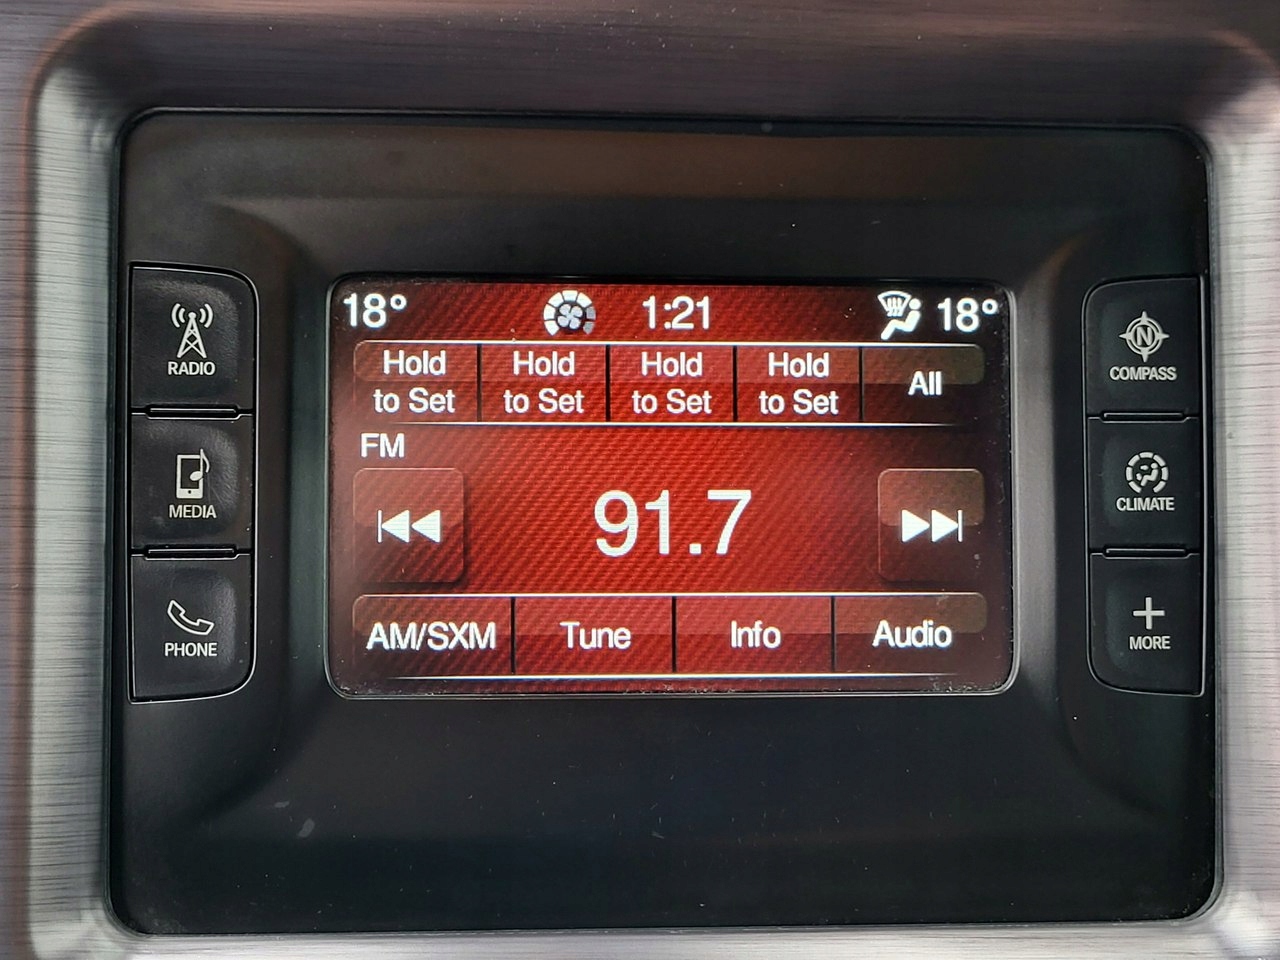 18° 1:21 18°
Hold to Set Hold to Set Hold to Set Hold to Set All
FM
91.7
AM/SXM Tune Info Audio
RADIO
MEDIA
PHONE
N
COMPASS
CLIMATE
MORE